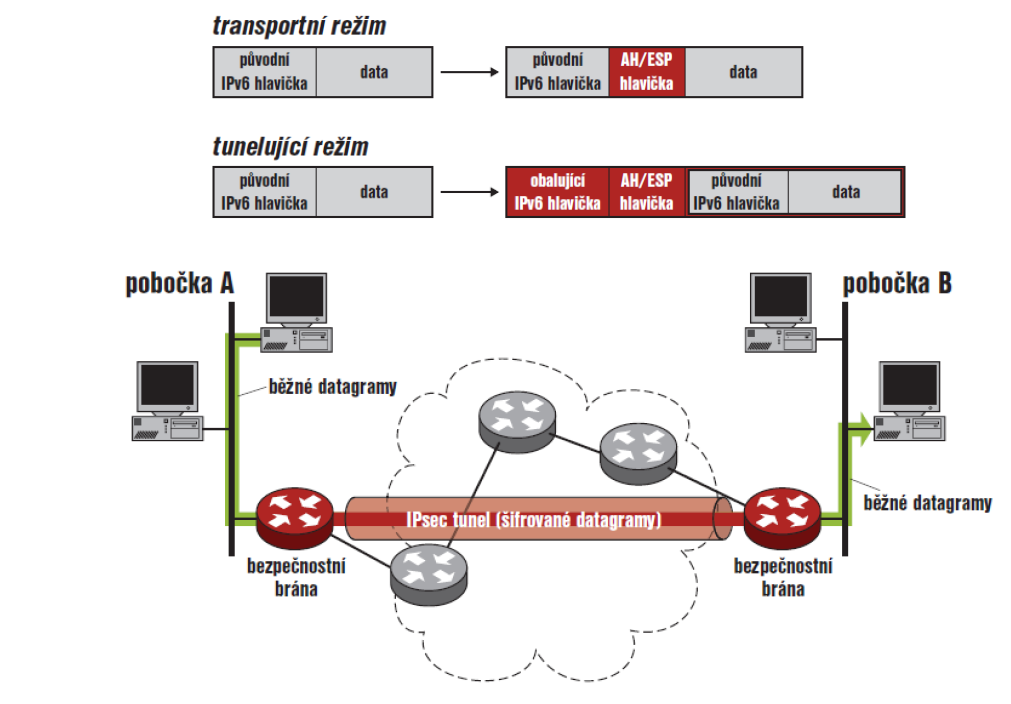 transportní režim
původní
IPv6 hlavička
data
původní
IPv6 hlavička
AH/ESP
hlavička
data
tunelující režim
původní
IPv6 hlavička
data
obalující
IPv6 hlavička
AH/ESP
hlavička
původní
IPv6 hlavička
data
pobočka A
pobočka B
běžné datagramy
běžné datagramy
IPsec tunel (šifrované datagramy)
bezpečnostní
brána
bezpečnostní
brána